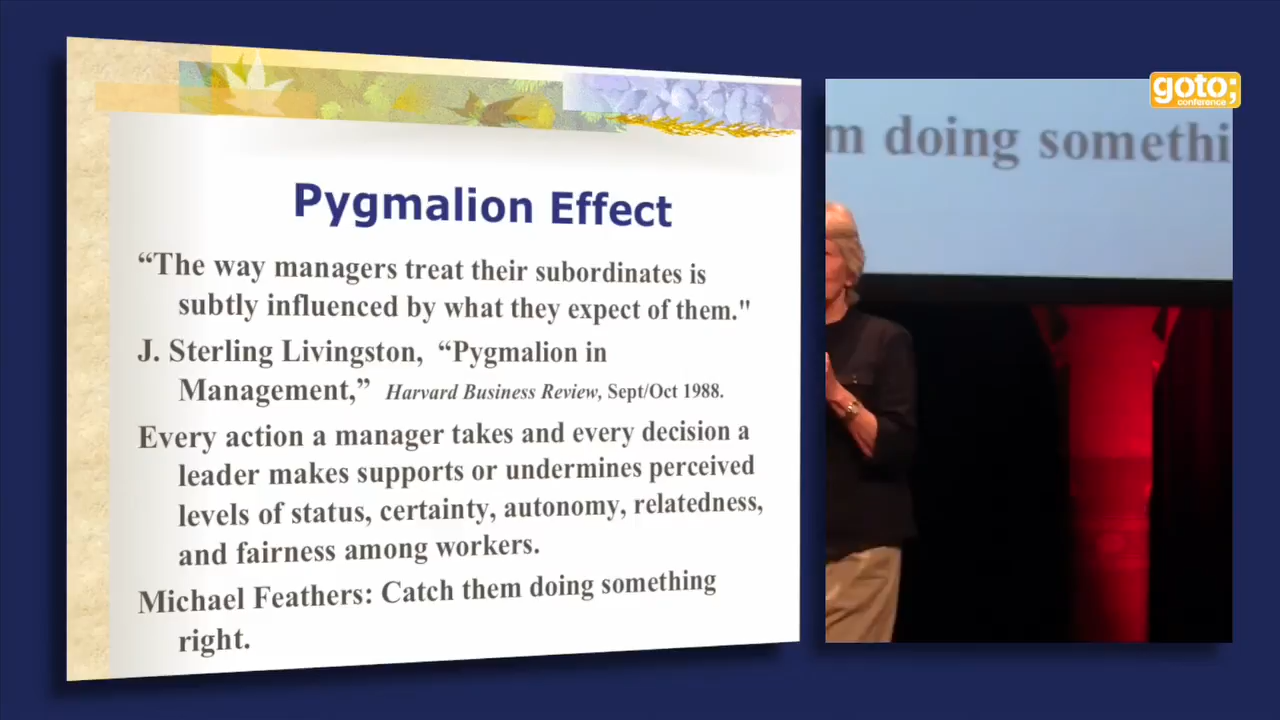 Pygmalion Effect
“The way managers treat their subordinates is
subtly influenced by what they expect of them."
J. Sterling Livingston, “Pygmalion in
Management,” Harvard Business Review, Sept/Oct 1988.
Every action a manager takes and every decision a
leader makes supports or undermines perceived
levels of status, certainty, autonomy, relatedness,
and fairness among workers.
Michael Feathers: Catch them doing something
right.
goto;
conference
m doing somethi